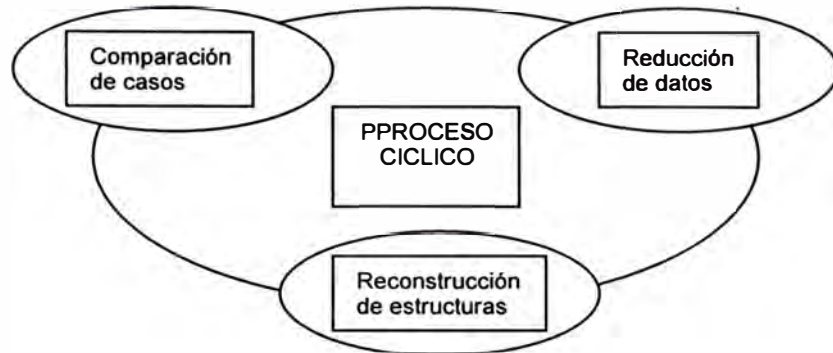 Comparación
de casos
Reducción
de datos
PPROCESO
CICLICO
Reconstrucción
de estructuras